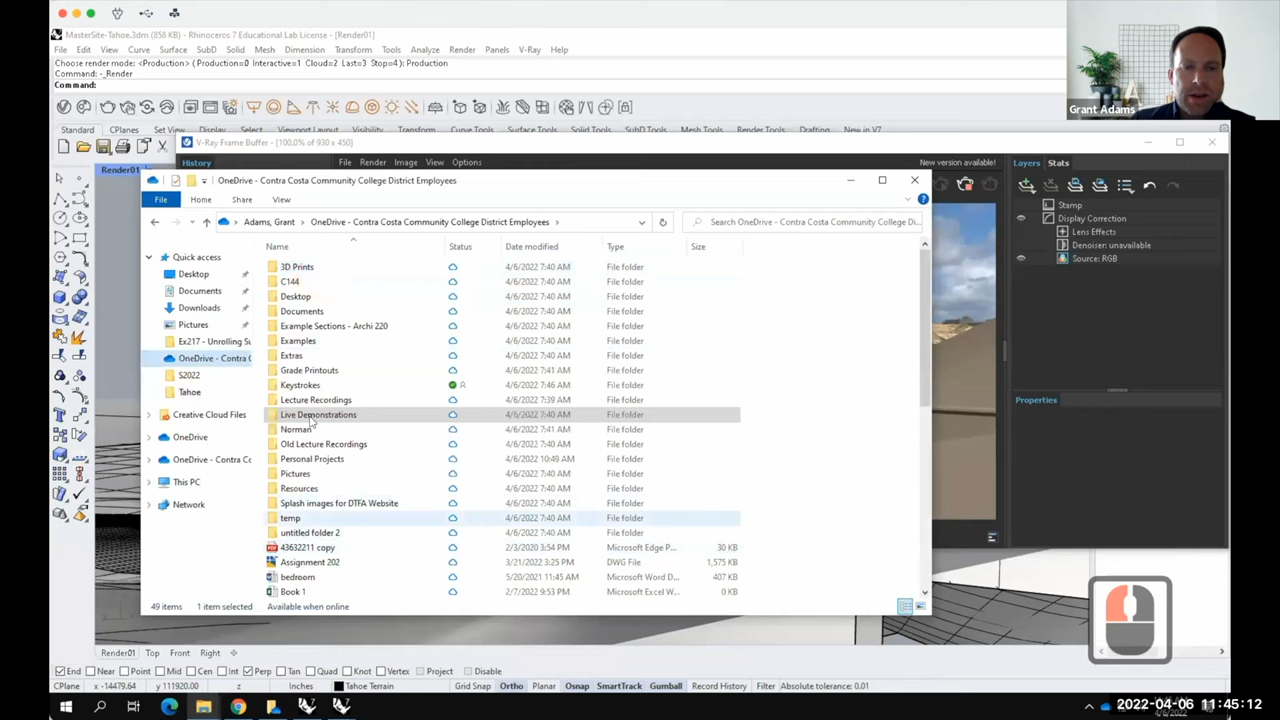 MasterSite-Tahoe.3dm (858 KB) - Rhinoceros 7 Educational Lab License - [Render01]
File Edit View Curve Surface SubD Solid Mesh Dimension Transform Tools Analyze Render Panels V-Ray Help
Choose render mode: <Production> ( Production=0 Interactive=1 Cloud=2 Last=3 Stop=4 ): Production
Command: -_Render
Command:
Grant Adams
Standard CPlanes Set View Display Select Viewport Layout Visibility Transform Curve Tools Surface Tools Solid Tools SubD Tools Mesh Tools Render Tools Drafting New in V7
V-Ray Frame Buffer - [100.0% of 930 x 450]
History File Render Image View Options New version available! Layers Stats
Render01
OneDrive - Contra Costa Community College District Employees
File Home Share View
Adams, Grant OneDrive - Contra Costa Community College District Employees
Search OneDrive - Contra Costa Community College Di...
Name Status Date modified Type Size
Quick access
Desktop
Documents
Downloads
Pictures
Ex217 - Unrolling Su
OneDrive - Contra C
S2022
Tahoe
Creative Cloud Files
OneDrive
OneDrive - Contra Cc
This PC
Network
3D Prints 4/6/2022 7:40 AM File folder
C144 4/6/2022 7:40 AM File folder
Desktop 4/6/2022 7:40 AM File folder
Documents 4/6/2022 7:40 AM File folder
Example Sections - Archi 220 4/6/2022 7:40 AM File folder
Examples 4/6/2022 7:40 AM File folder
Extras 4/6/2022 7:40 AM File folder
Grade Printouts 4/6/2022 7:41 AM File folder
Keystrokes 4/6/2022 7:46 AM File folder
Lecture Recordings 4/6/2022 7:39 AM File folder
Live Demonstrations 4/6/2022 7:40 AM File folder
Norman 4/6/2022 7:41 AM File folder
Old Lecture Recordings 4/6/2022 7:40 AM File folder
Personal Projects 4/6/2022 10:49 AM File folder
Pictures 4/6/2022 7:40 AM File folder
Resources 4/6/2022 7:40 AM File folder
Splash images for DTFA Website 4/6/2022 7:40 AM File folder
temp 4/6/2022 7:40 AM File folder
untitled folder 2 4/6/2022 7:40 AM File folder
43632211 copy 2/3/2020 3:54 PM Microsoft Edge P... 30 KB
Assignment 202 3/21/2022 3:25 PM DWG File 1,575 KB
bedroom 5/20/2021 11:45 AM Microsoft Word D... 407 KB
Book 1 2/7/2022 9:53 PM Microsoft Excel W... 0 KB
49 items 1 item selected Available when online
Stamp
Display Correction
Lens Effects
Denoiser: unavailable
Source: RGB
Properties
Render01 Top Front Right
End Near Point Mid Cen Int Perp Tan Quad Knot Vertex Project Disable
CPlane x -14479.64 y 111920.00 z Inches Tahoe Terrain Grid Snap Ortho Planar Osnap SmartTrack Gumball Record History Filter Absolute tolerance: 0.01
2022-04-06 11:45:12